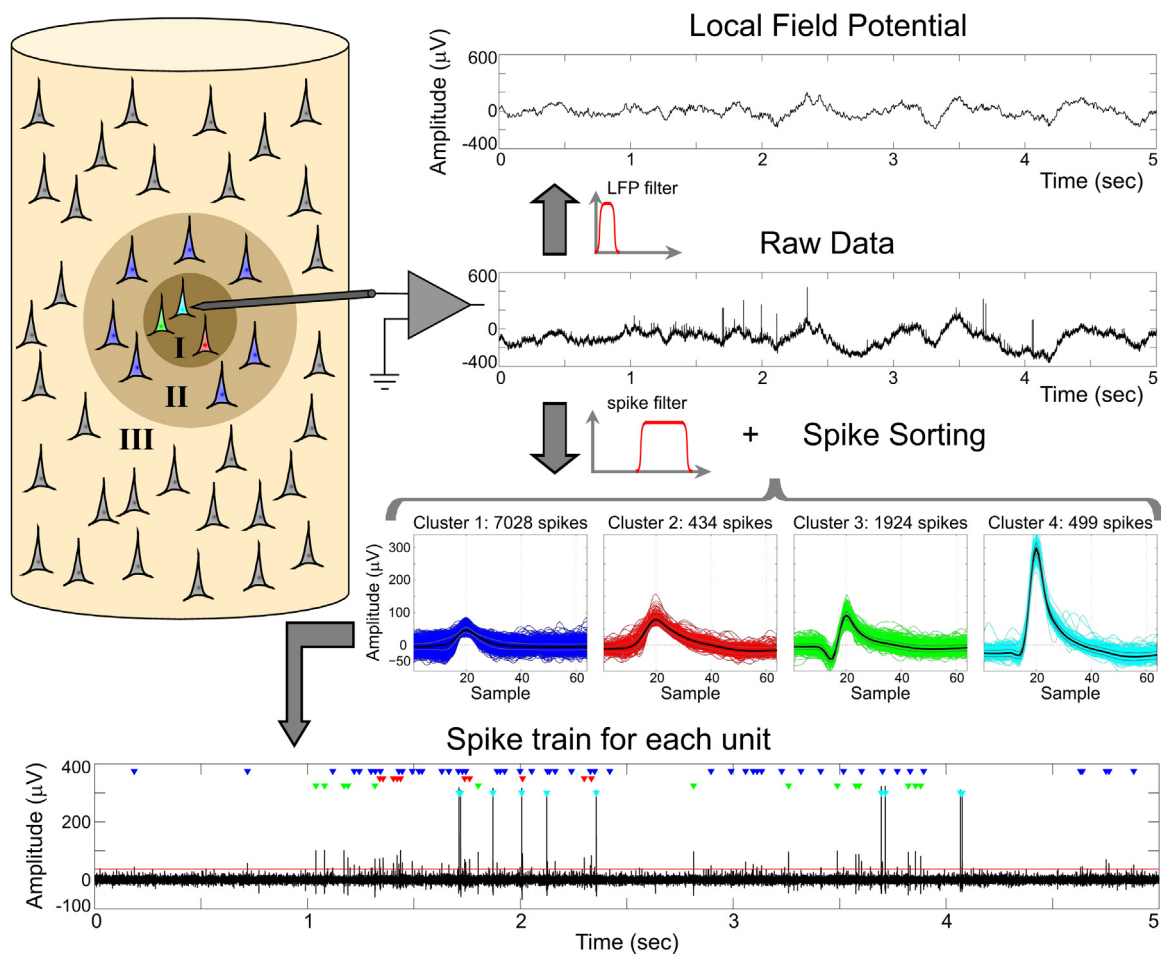 Local Field Potential
Amplitude (μV)
600
0
-400
0 1 2 3 4 5
Time (sec)
LFP filter
Raw Data
600
0
-400
0 1 2 3 4 5
Time (sec)
I
II
III
spike filter
+ Spike Sorting
Cluster 1: 7028 spikes
Cluster 2: 434 spikes
Cluster 3: 1924 spikes
Cluster 4: 499 spikes
Amplitude (μV)
300
200
100
0
-50
20 40 60
20 40 60
20 40 60
20 40 60
Sample
Sample
Sample
Sample
Spike train for each unit
Amplitude (μV)
400
200
0
-100
0 1 2 3 4 5
Time (sec)